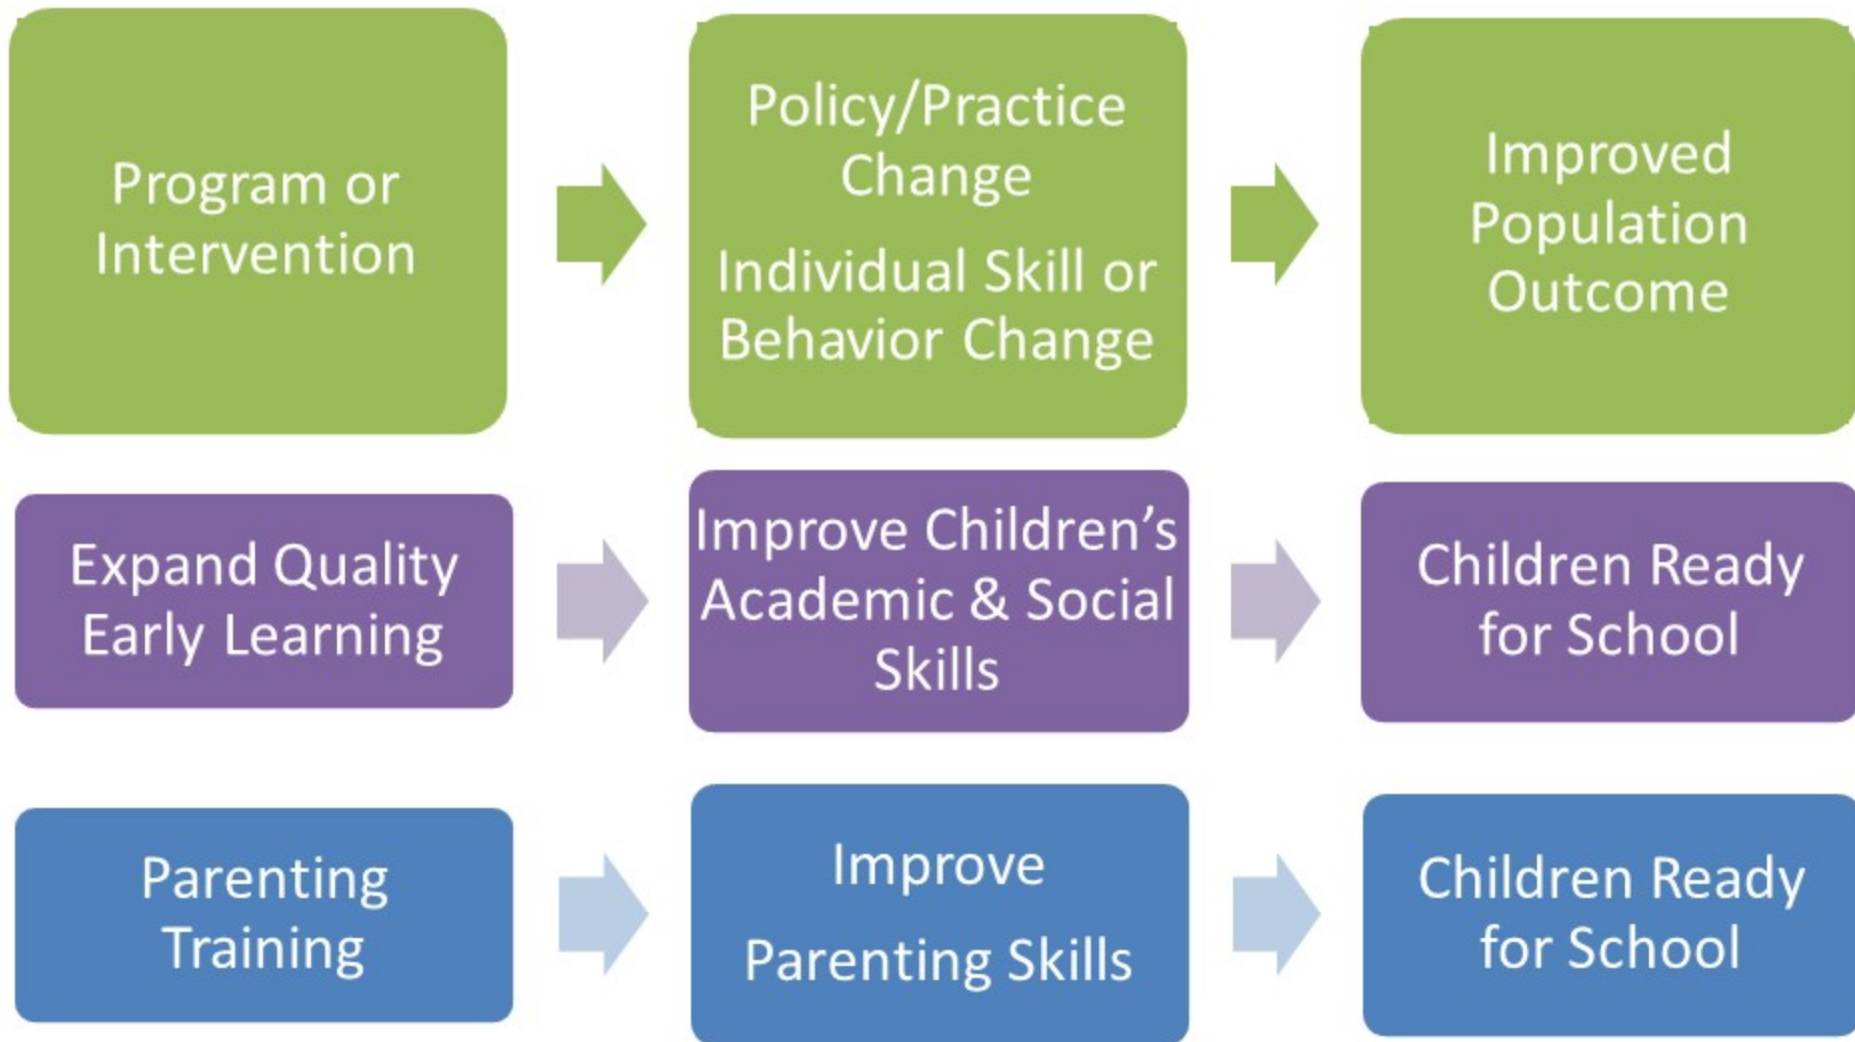 Program or
Intervention
Policy/Practice
Change
Individual Skill or
Behavior Change
Improved
Population
Outcome
Expand Quality
Early Learning
Improve Children’s
Academic & Social
Skills
Children Ready
for School
Parenting
Training
Improve
Parenting Skills
Children Ready
for School